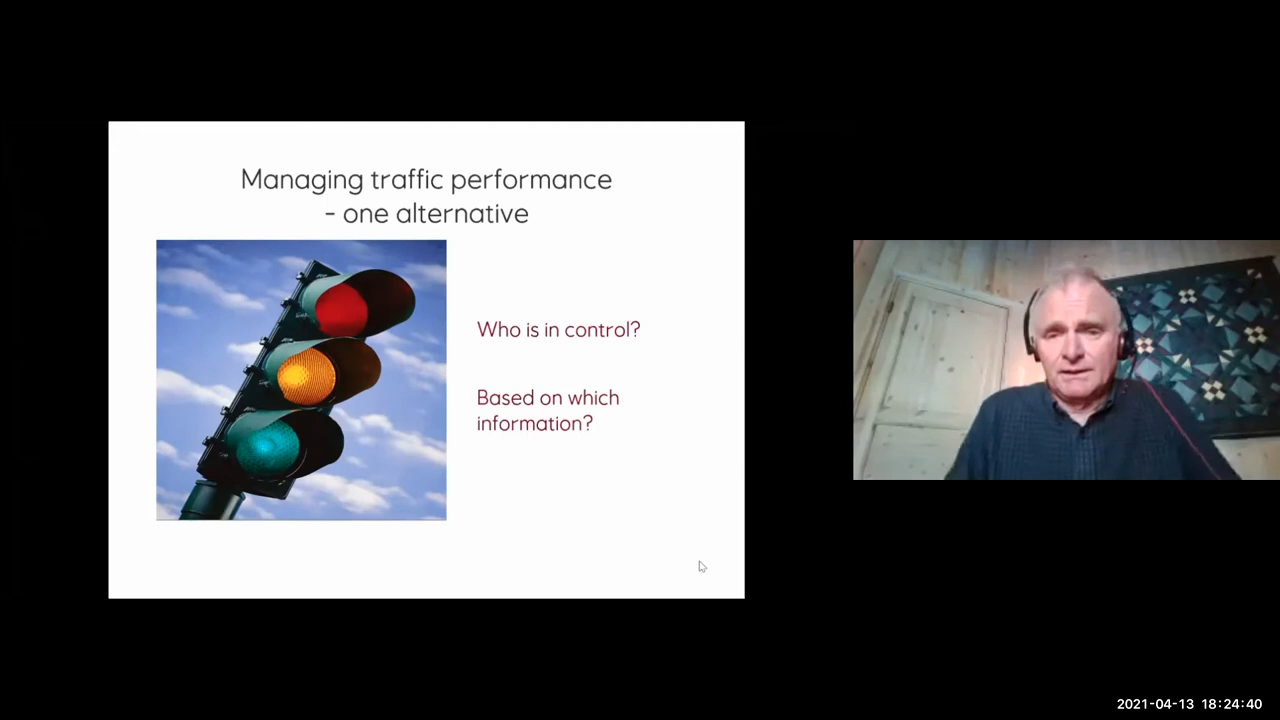 Managing traffic performance
- one alternative
Who is in control?
Based on which
information?
2021-04-13 18:24:40